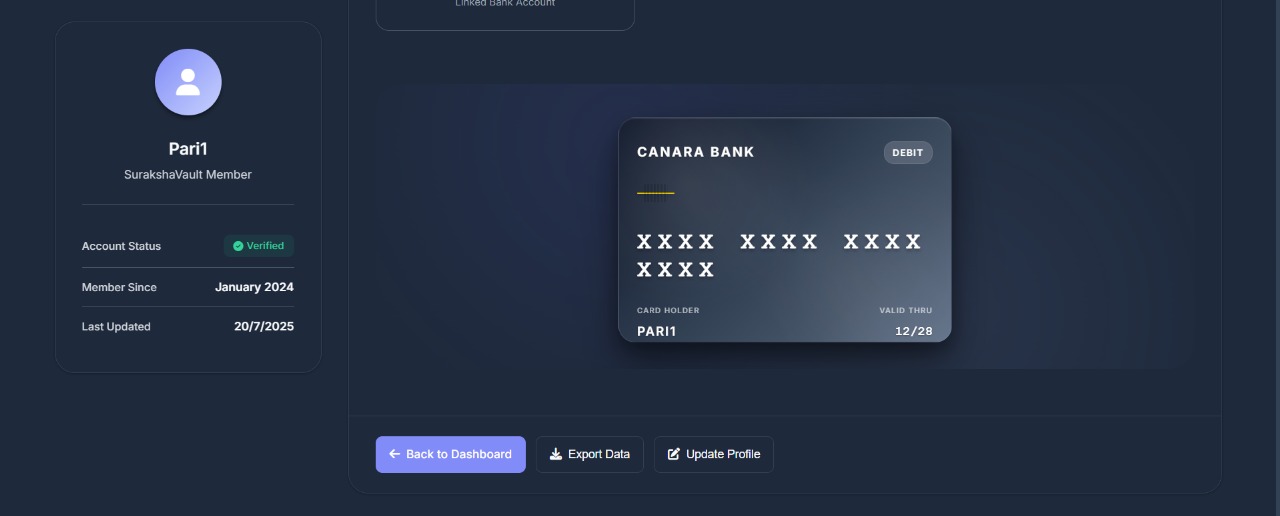 Linked Bank Account
Pari1
SurakshaVault Member
Account Status Verified
Member Since January 2024
Last Updated 20/7/2025
CANARA BANK DEBIT
XXXX XXXX XXXX
XXXX
CARD HOLDER VALID THRU
PARI1 12/28
Back to Dashboard Export Data Update Profile